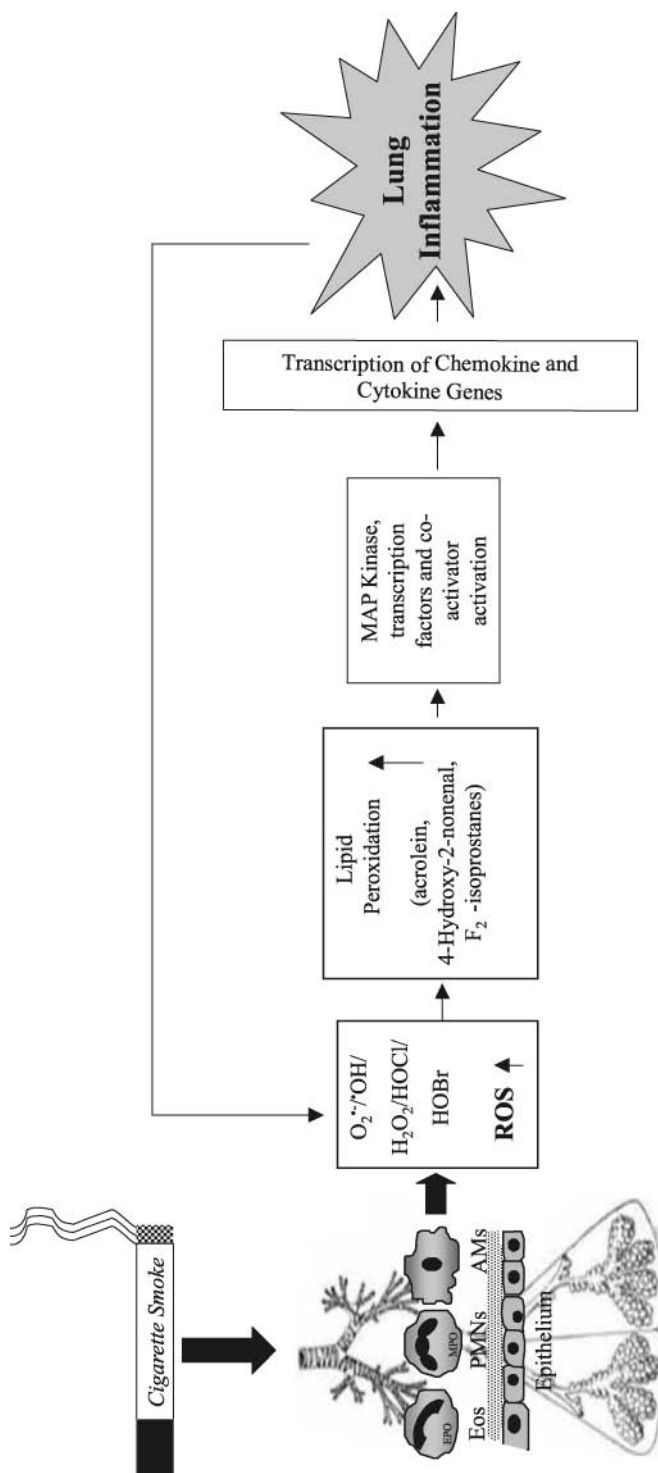 Cigarette Smoke
EPO
MPO
Eos PMNs AMs
Epithelium
O₂•⁻/•OH/
H₂O₂/HOCl/
HOBr
ROS
Lipid
Peroxidation
(acrolein,
4-Hydroxy-2-nonenal,
F₂ -isoprostanes)
MAP Kinase,
transcription
factors and co-
activator
activation
Transcription of Chemokine and
Cytokine Genes
Lung
Inflammation